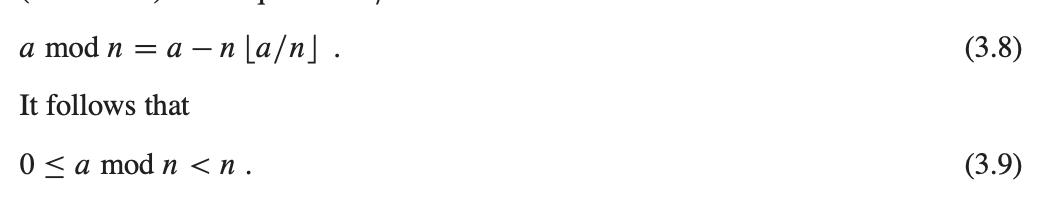 a mod n = a − n ⌊a/n⌋ . (3.8)
It follows that
0 ≤ a mod n < n . (3.9)